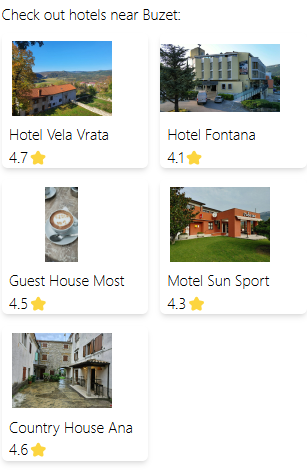 Check out hotels near Buzet:
Hotel Vela Vrata
4.7
Hotel Fontana
4.1
Guest House Most
4.5
Motel Sun Sport
4.3
Country House Ana
4.6